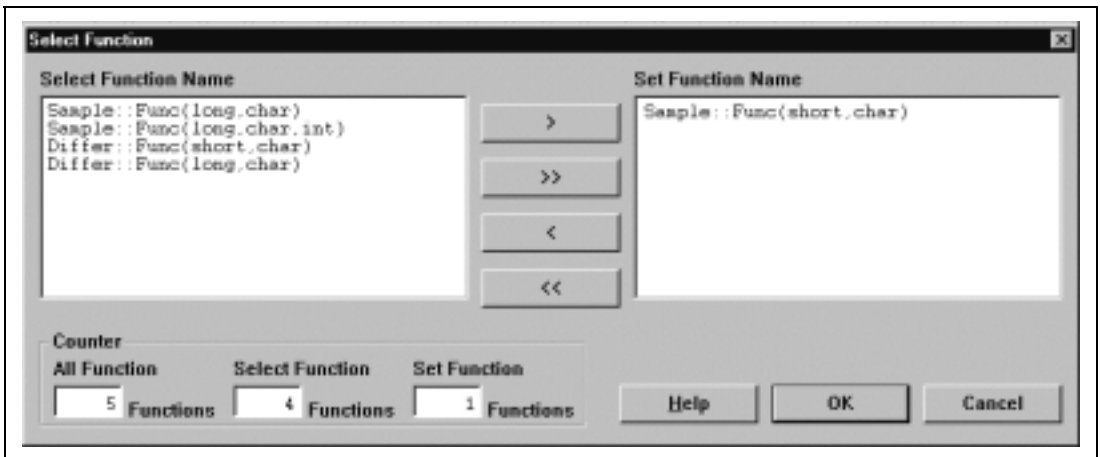 Select Function
Select Function Name
Sample::Func(long,char)
Sample::Func(long,char,int)
Differ::Func(short,char)
Differ::Func(long,char)
>
>>
<
<<
Set Function Name
Sample::Func(short,char)
Counter
All Function
5 Functions
Select Function
4 Functions
Set Function
1 Functions
Help
OK
Cancel